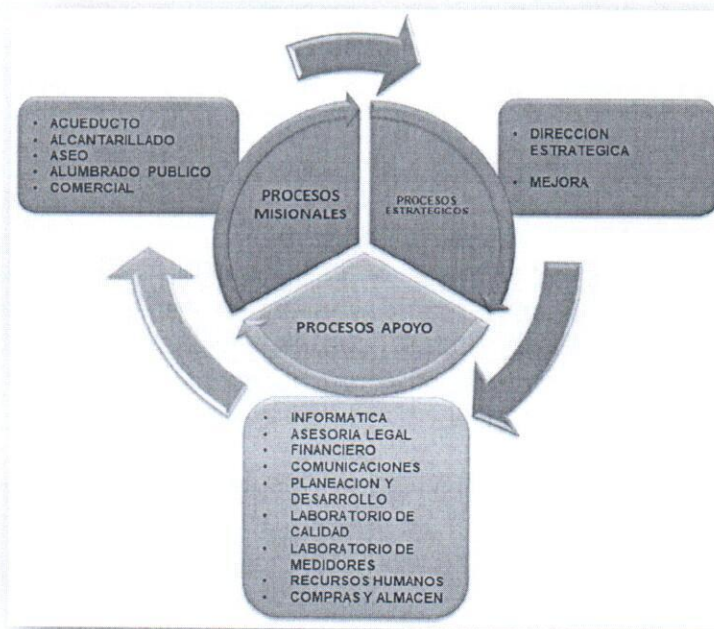 • ACUEDUCTO
• ALCANTARILLADO
• ASEO
• ALUMBRADO PUBLICO
• COMERCIAL
PROCESOS
MISIONALES
PROCESOS
ESTRATEGICOS
• DIRECCION
ESTRATEGICA
• MEJORA
PROCESOS APOYO
• INFORMATICA
• ASESORIA LEGAL
• FINANCIERO
• COMUNICACIONES
• PLANEACION Y
DESARROLLO
• LABORATORIO DE
CALIDAD
• LABORATORIO DE
MEDIDORES
• RECURSOS HUMANOS
• COMPRAS Y ALMACEN